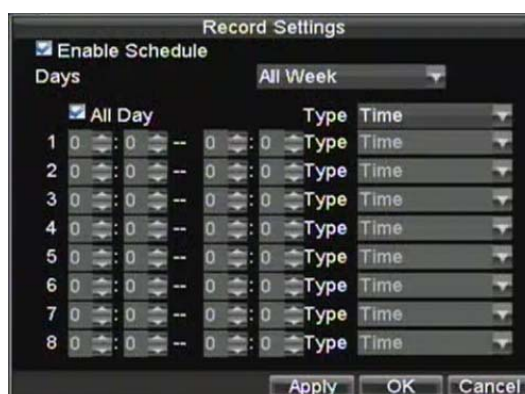 Record Settings
Enable Schedule
Days All Week
All Day Type Time
1 0 : 0 -- 0 : 0 Type Time
2 0 : 0 -- 0 : 0 Type Time
3 0 : 0 -- 0 : 0 Type Time
4 0 : 0 -- 0 : 0 Type Time
5 0 : 0 -- 0 : 0 Type Time
6 0 : 0 -- 0 : 0 Type Time
7 0 : 0 -- 0 : 0 Type Time
8 0 : 0 -- 0 : 0 Type Time
Apply OK Cancel